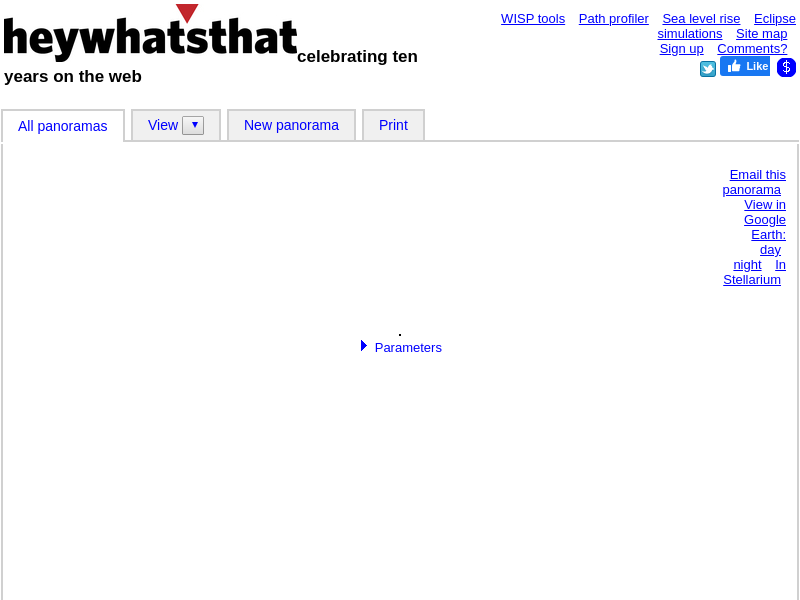 heywhatsthat celebrating ten
years on the web
WISP tools Path profiler Sea level rise Eclipse
simulations Site map
Sign up Comments?
Like $
All panoramas View ▼ New panorama Print
Email this
panorama
View in
Google
Earth:
day
night In
Stellarium
.
Parameters